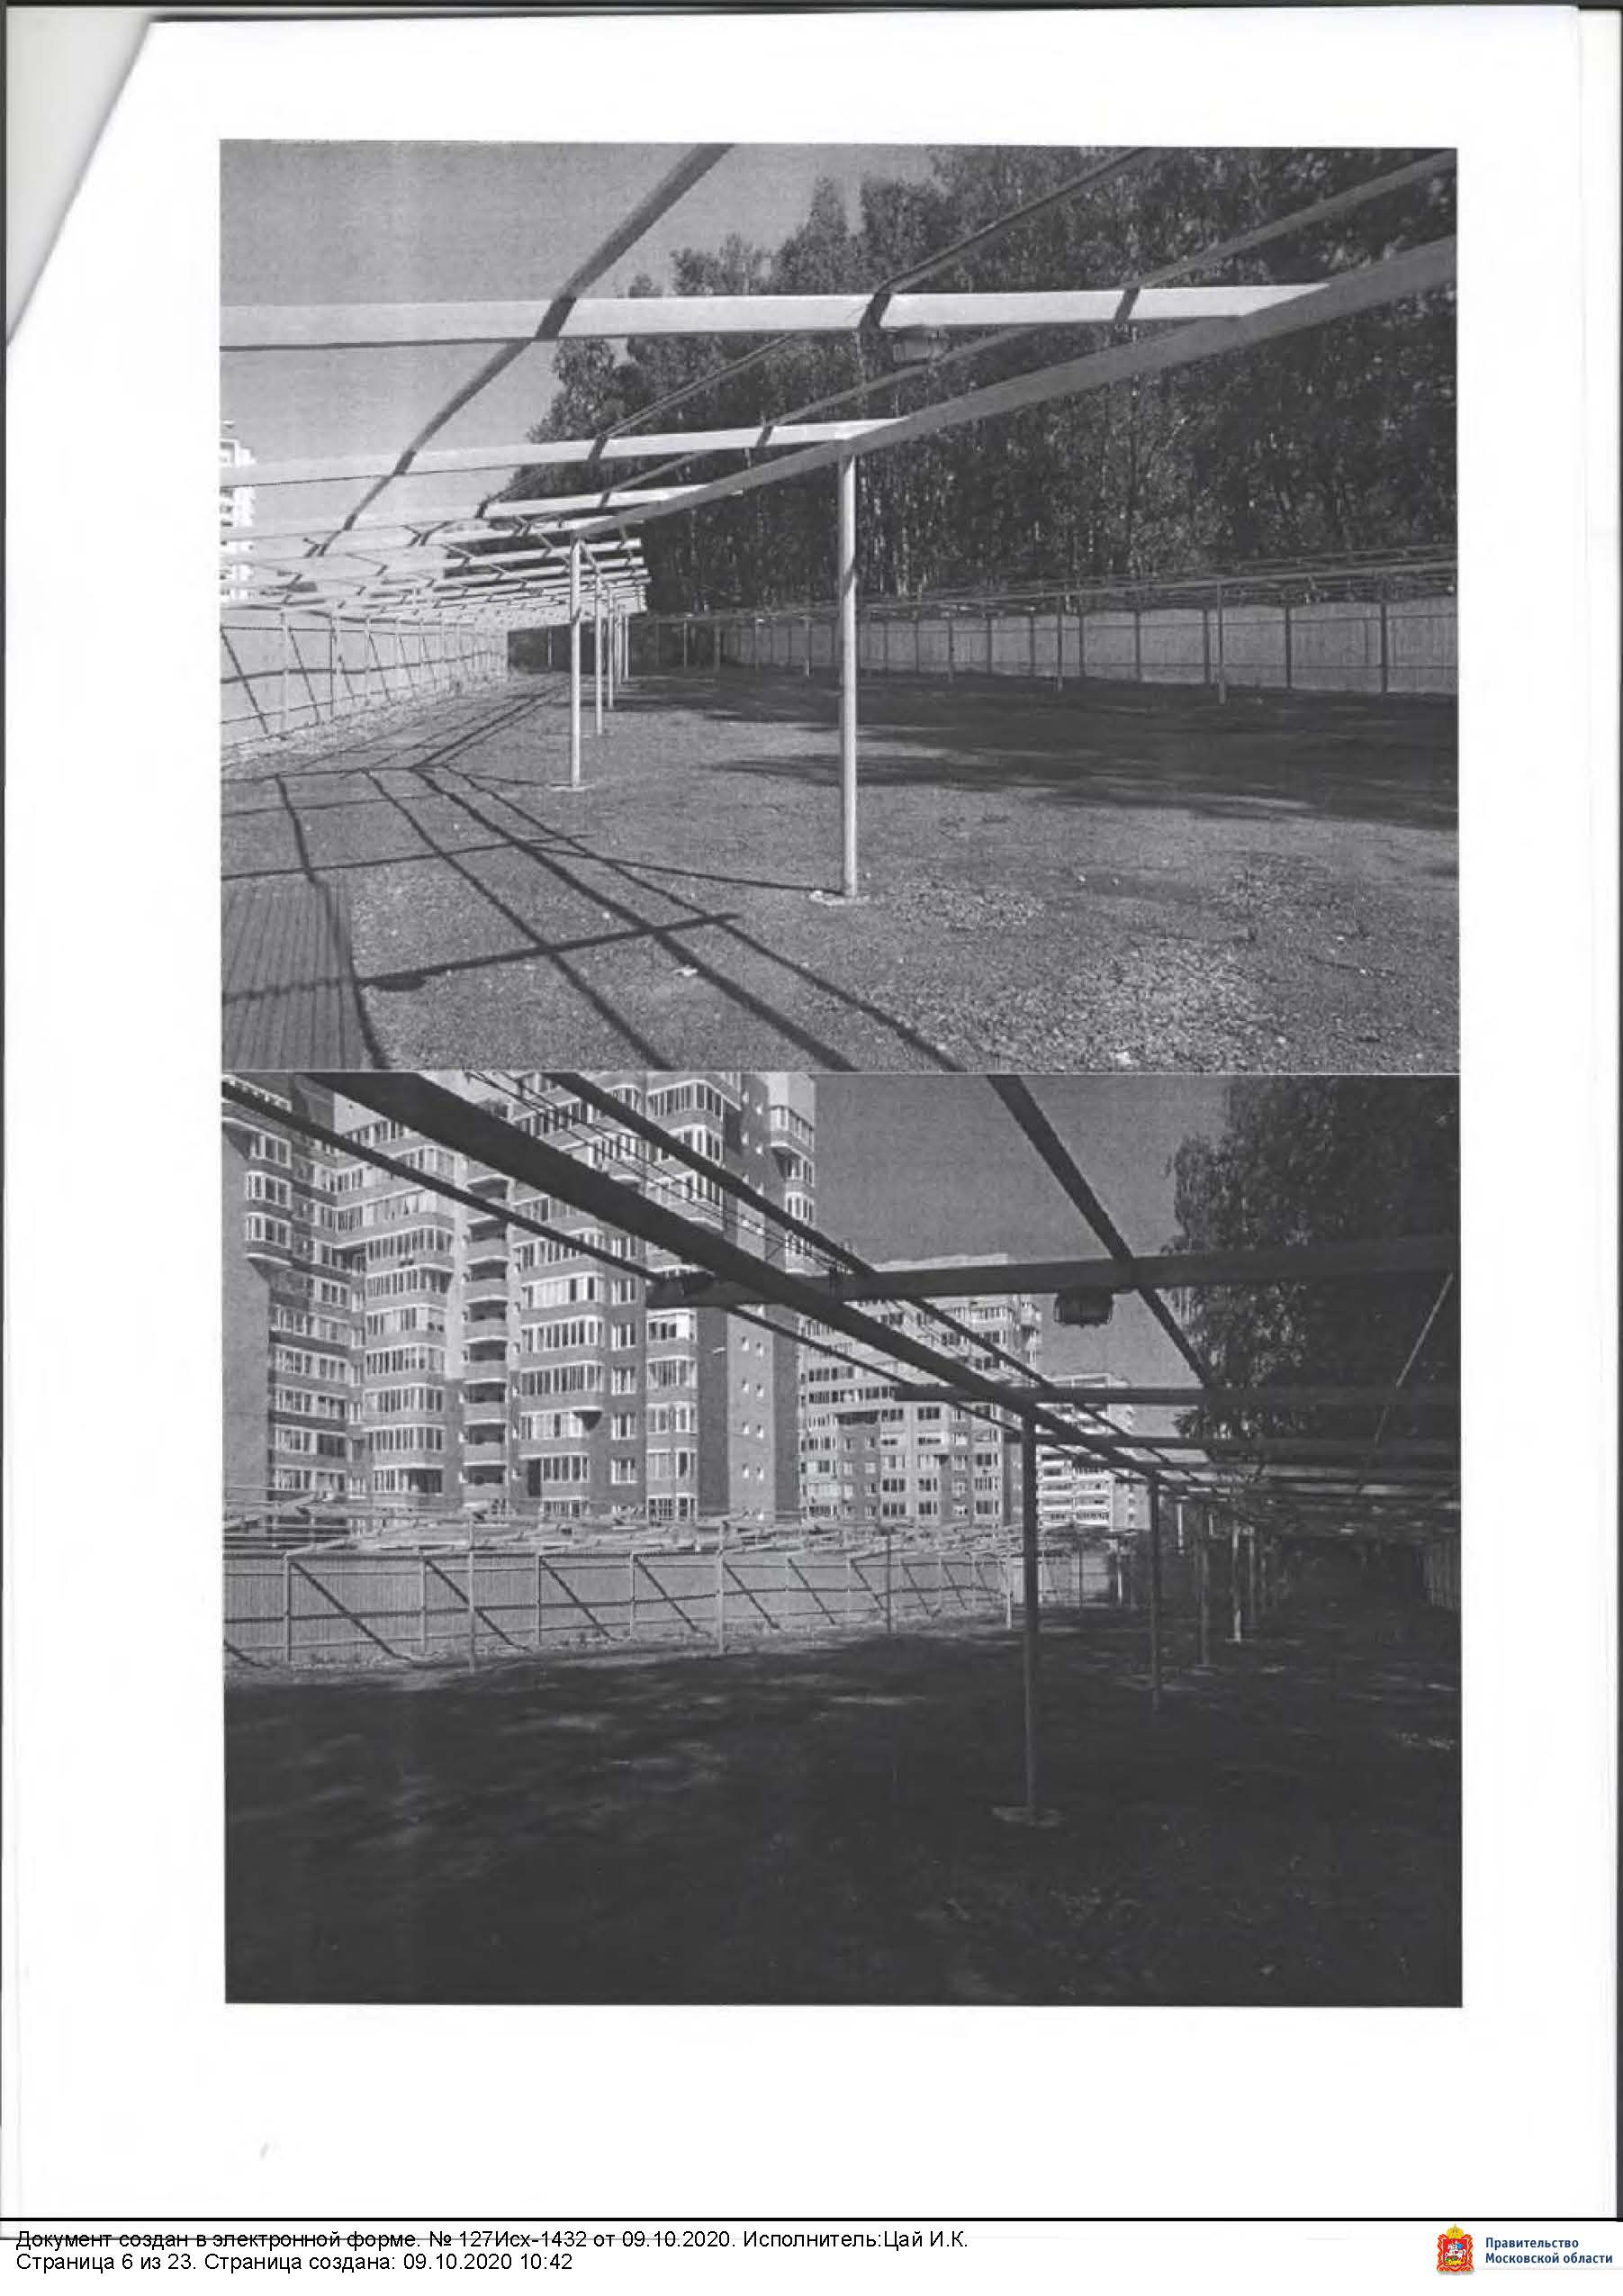 Документ создан в электронной форме. № 127Исх-1432 от 09.10.2020. Исполнитель:Цай И.К.
Страница 6 из 23. Страница создана: 09.10.2020 10:42
Правительство
Московской области